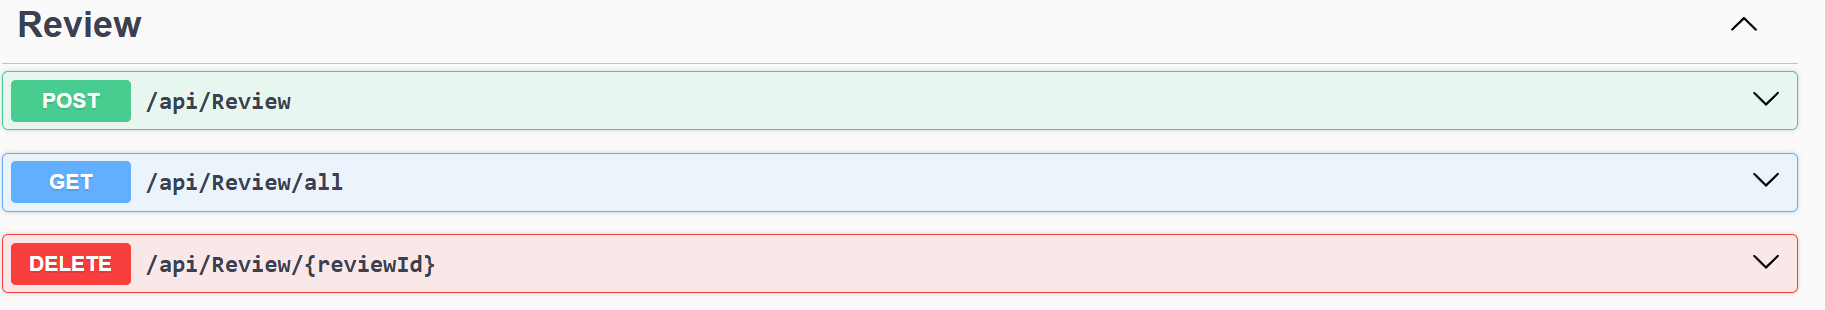 Review
POST /api/Review
GET /api/Review/all
DELETE /api/Review/{reviewId}